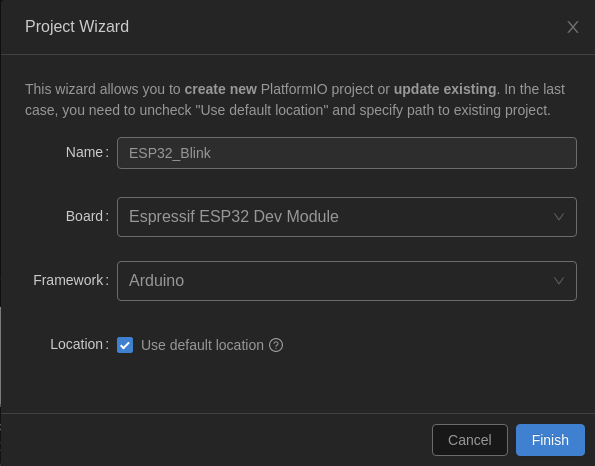 Project Wizard
This wizard allows you to create new PlatformIO project or update existing. In the last
case, you need to uncheck "Use default location" and specify path to existing project.
Name: ESP32_Blink
Board: Espressif ESP32 Dev Module
Framework: Arduino
Location: Use default location
Cancel Finish